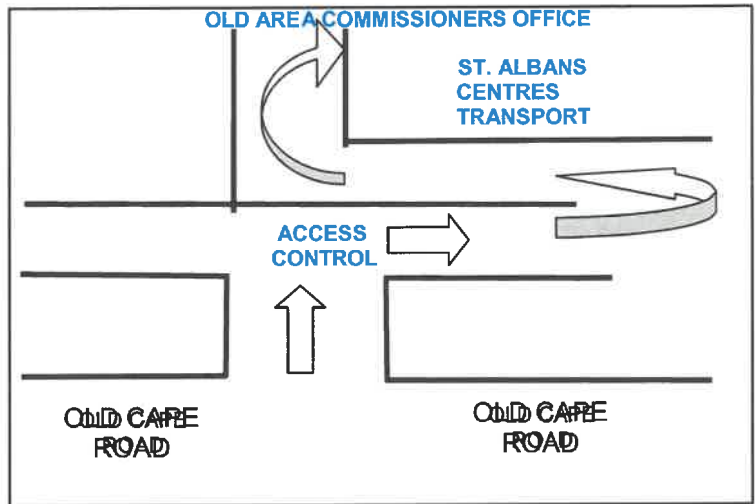 OLD AREA COMMISSIONERS OFFICE
ST. ALBANS
CENTRES
TRANSPORT
ACCESS
CONTROL
OLD CAPE
ROAD
OLD CAPE
ROAD